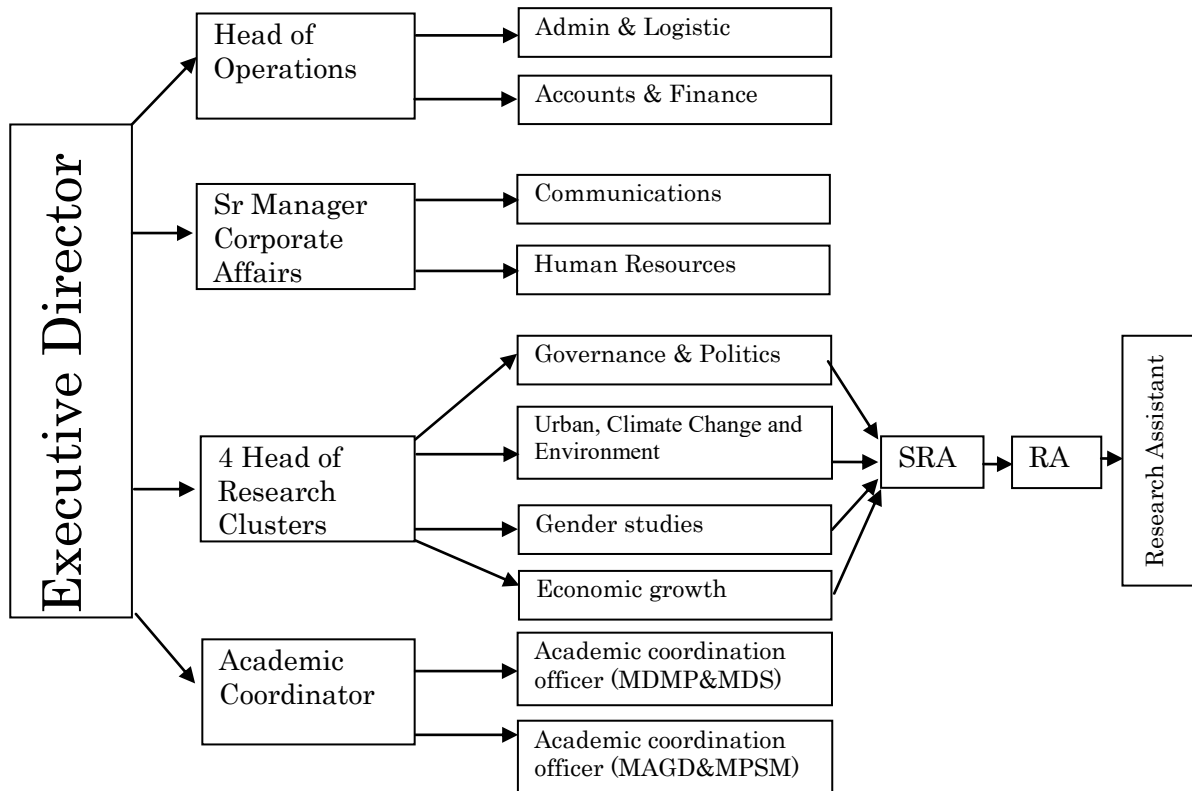 Executive Director
Head of
Operations
Admin & Logistic
Accounts & Finance
Sr Manager
Corporate
Affairs
Communications
Human Resources
4 Head of
Research
Clusters
Governance & Politics
Urban, Climate Change and
Environment
Gender studies
Economic growth
SRA
RA
Research Assistant
Academic
Coordinator
Academic coordination
officer (MDMP&MDS)
Academic coordination
officer (MAGD&MPSM)